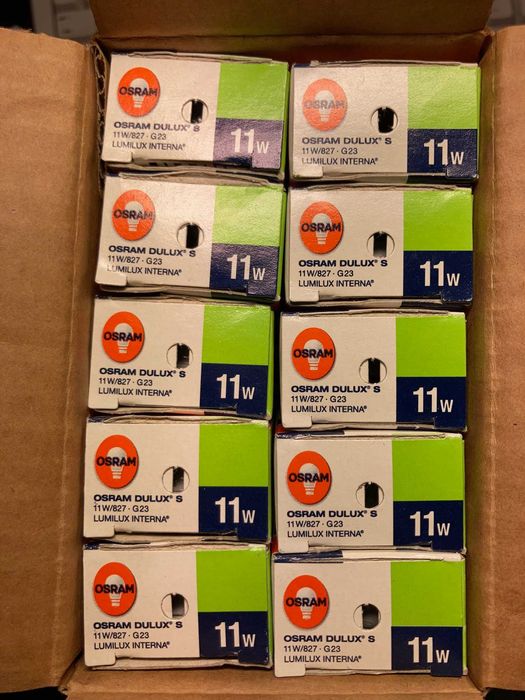 OSRAM
OSRAM DULUX® S
11W/827 · G23
LUMILUX INTERNA®
11W
OSRAM
OSRAM DULUX® S
11W/827 · G23
LUMILUX INTERNA®
11W
OSRAM
OSRAM DULUX® S
11W/827 · G23
LUMILUX INTERNA®
11W
OSRAM
OSRAM DULUX® S
11W/827 · G23
LUMILUX INTERNA®
11W
OSRAM
OSRAM DULUX® S
11W/827 · G23
LUMILUX INTERNA®
11W
OSRAM
OSRAM DULUX® S
11W/827 · G23
LUMILUX INTERNA®
11W
OSRAM
OSRAM DULUX® S
11W/827 · G23
LUMILUX INTERNA®
11W
OSRAM
OSRAM DULUX® S
11W/827 · G23
LUMILUX INTERNA®
11W
OSRAM
OSRAM DULUX® S
11W/827 · G23
LUMILUX INTERNA®
11W
OSRAM
OSRAM DULUX® S
11W/827 · G23
LUMILUX INTERNA®
11W